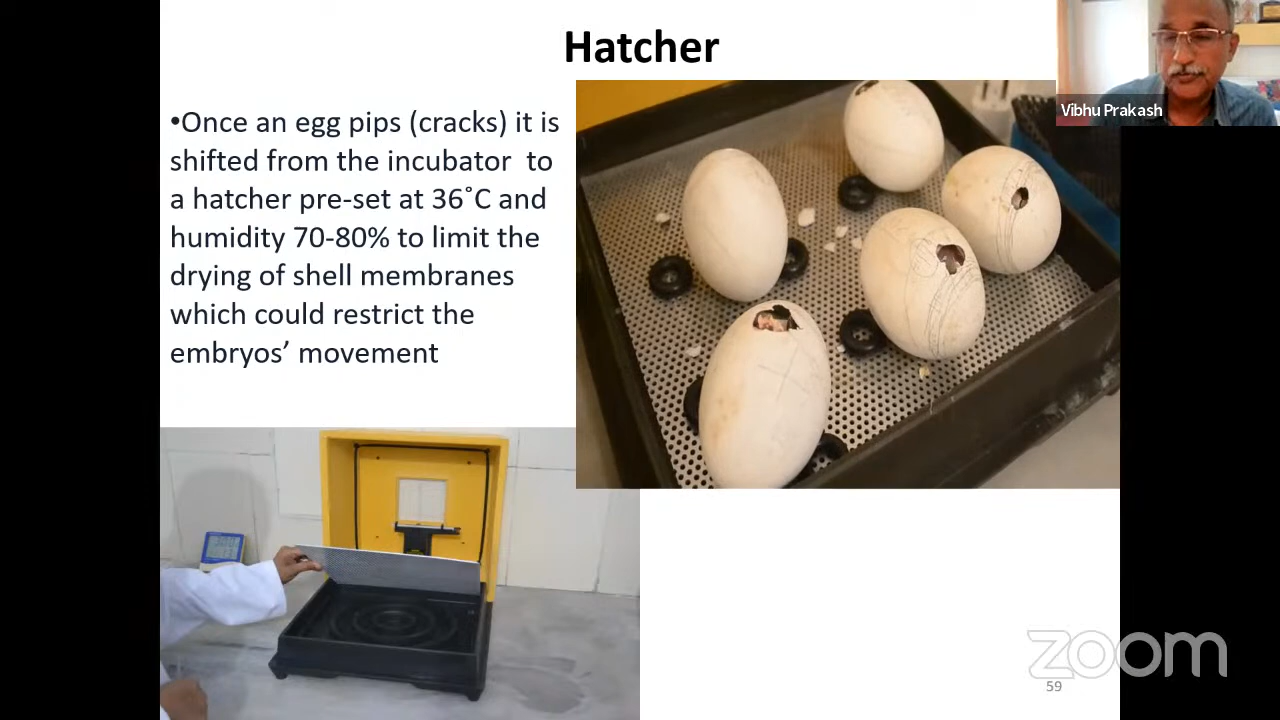 Hatcher
•Once an egg pips (cracks) it is
shifted from the incubator  to
a hatcher pre-set at 36˚C and
humidity 70-80% to limit the
drying of shell membranes
which could restrict the
embryos’ movement
Vibhu Prakash
zoom
59